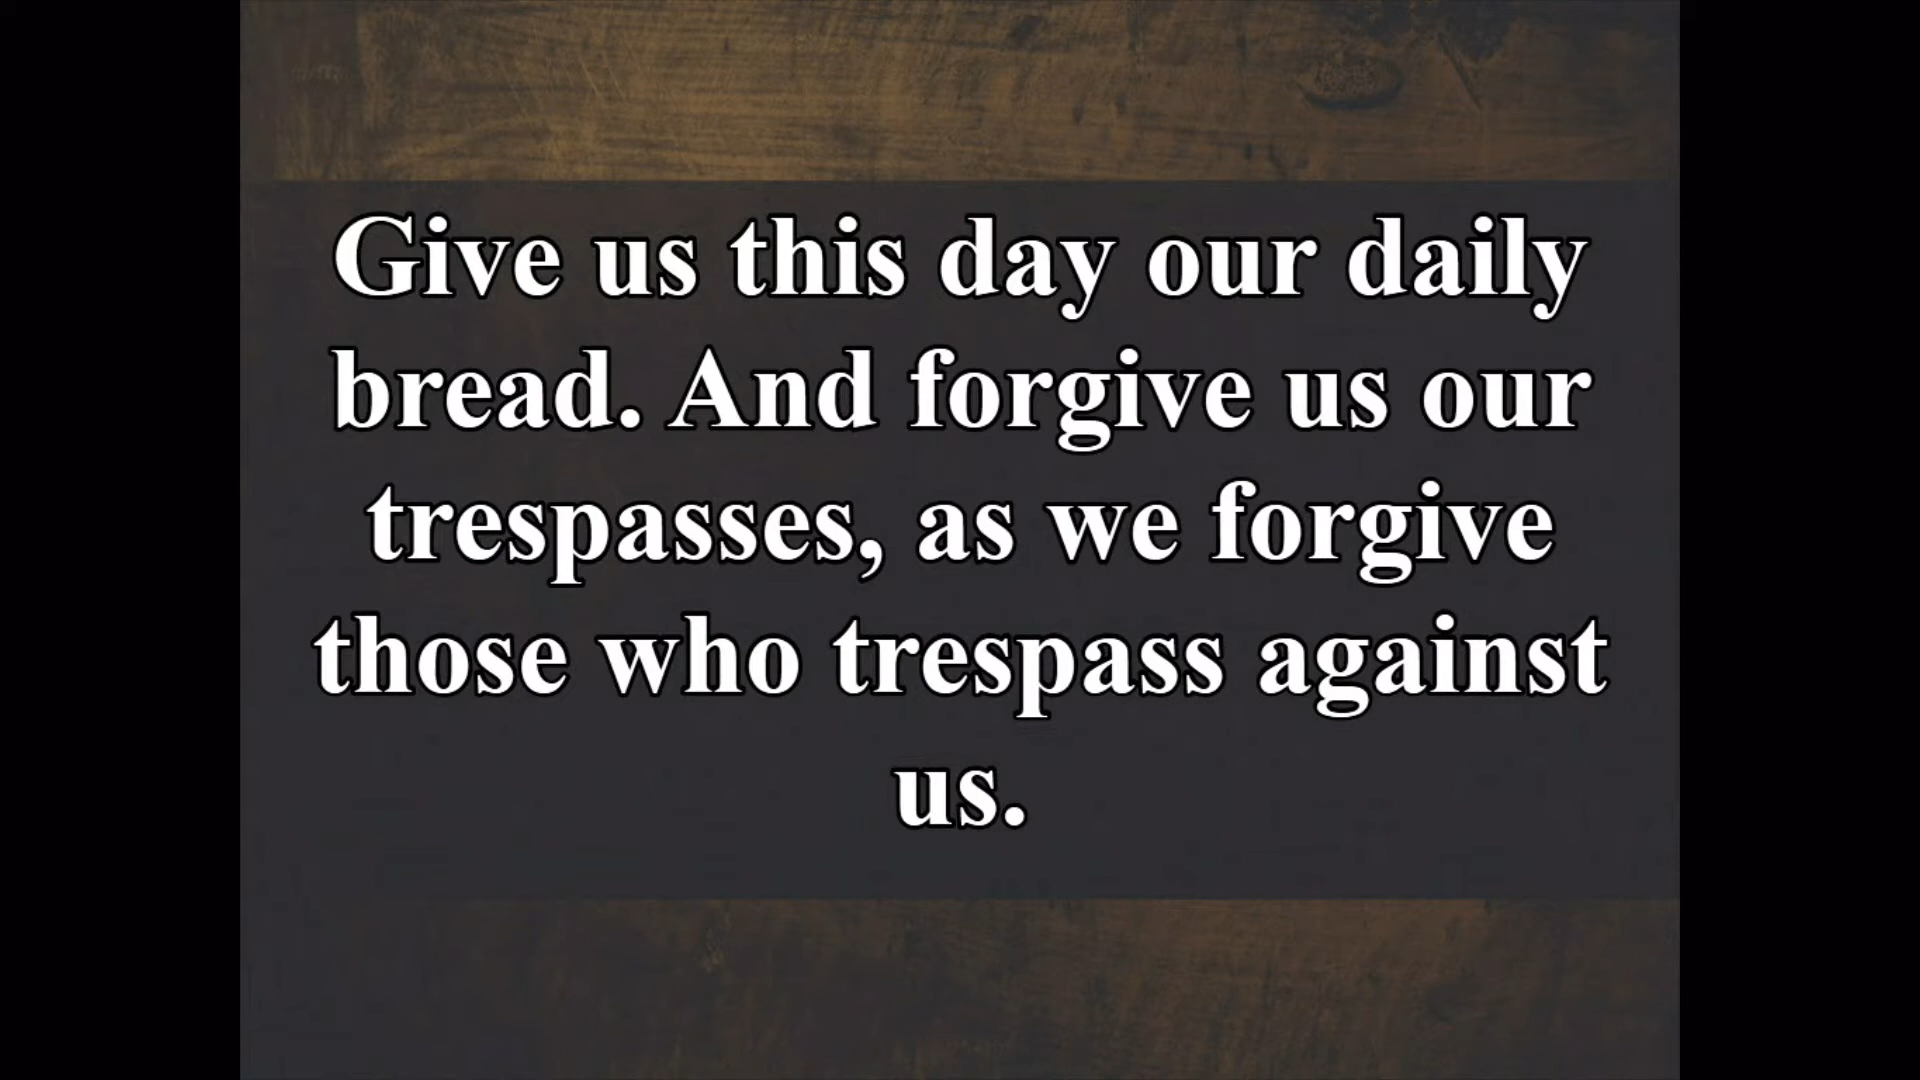 Give us this day our daily
bread. And forgive us our
trespasses, as we forgive
those who trespass against
us.